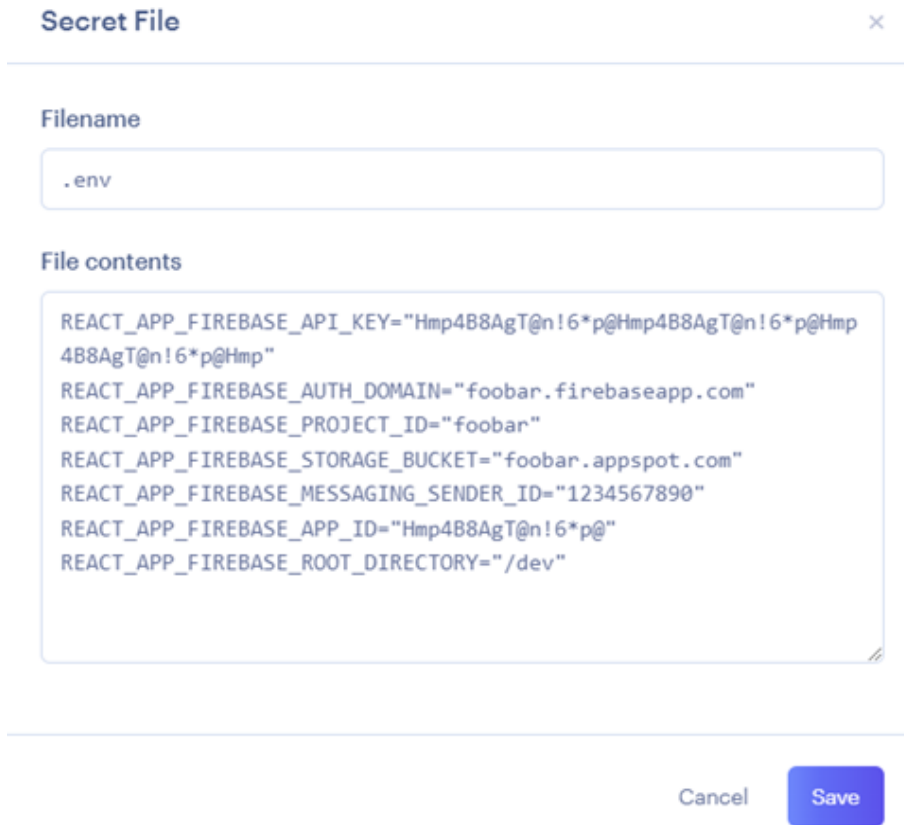 Secret File
×
Filename
.env
File contents
REACT_APP_FIREBASE_API_KEY="Hmp4B8AgT@n!6*p@Hmp4B8AgT@n!6*p@Hmp
4B8AgT@n!6*p@Hmp"
REACT_APP_FIREBASE_AUTH_DOMAIN="foobar.firebaseapp.com"
REACT_APP_FIREBASE_PROJECT_ID="foobar"
REACT_APP_FIREBASE_STORAGE_BUCKET="foobar.appspot.com"
REACT_APP_FIREBASE_MESSAGING_SENDER_ID="1234567890"
REACT_APP_FIREBASE_APP_ID="Hmp4B8AgT@n!6*p@"
REACT_APP_FIREBASE_ROOT_DIRECTORY="/dev"
Cancel
Save